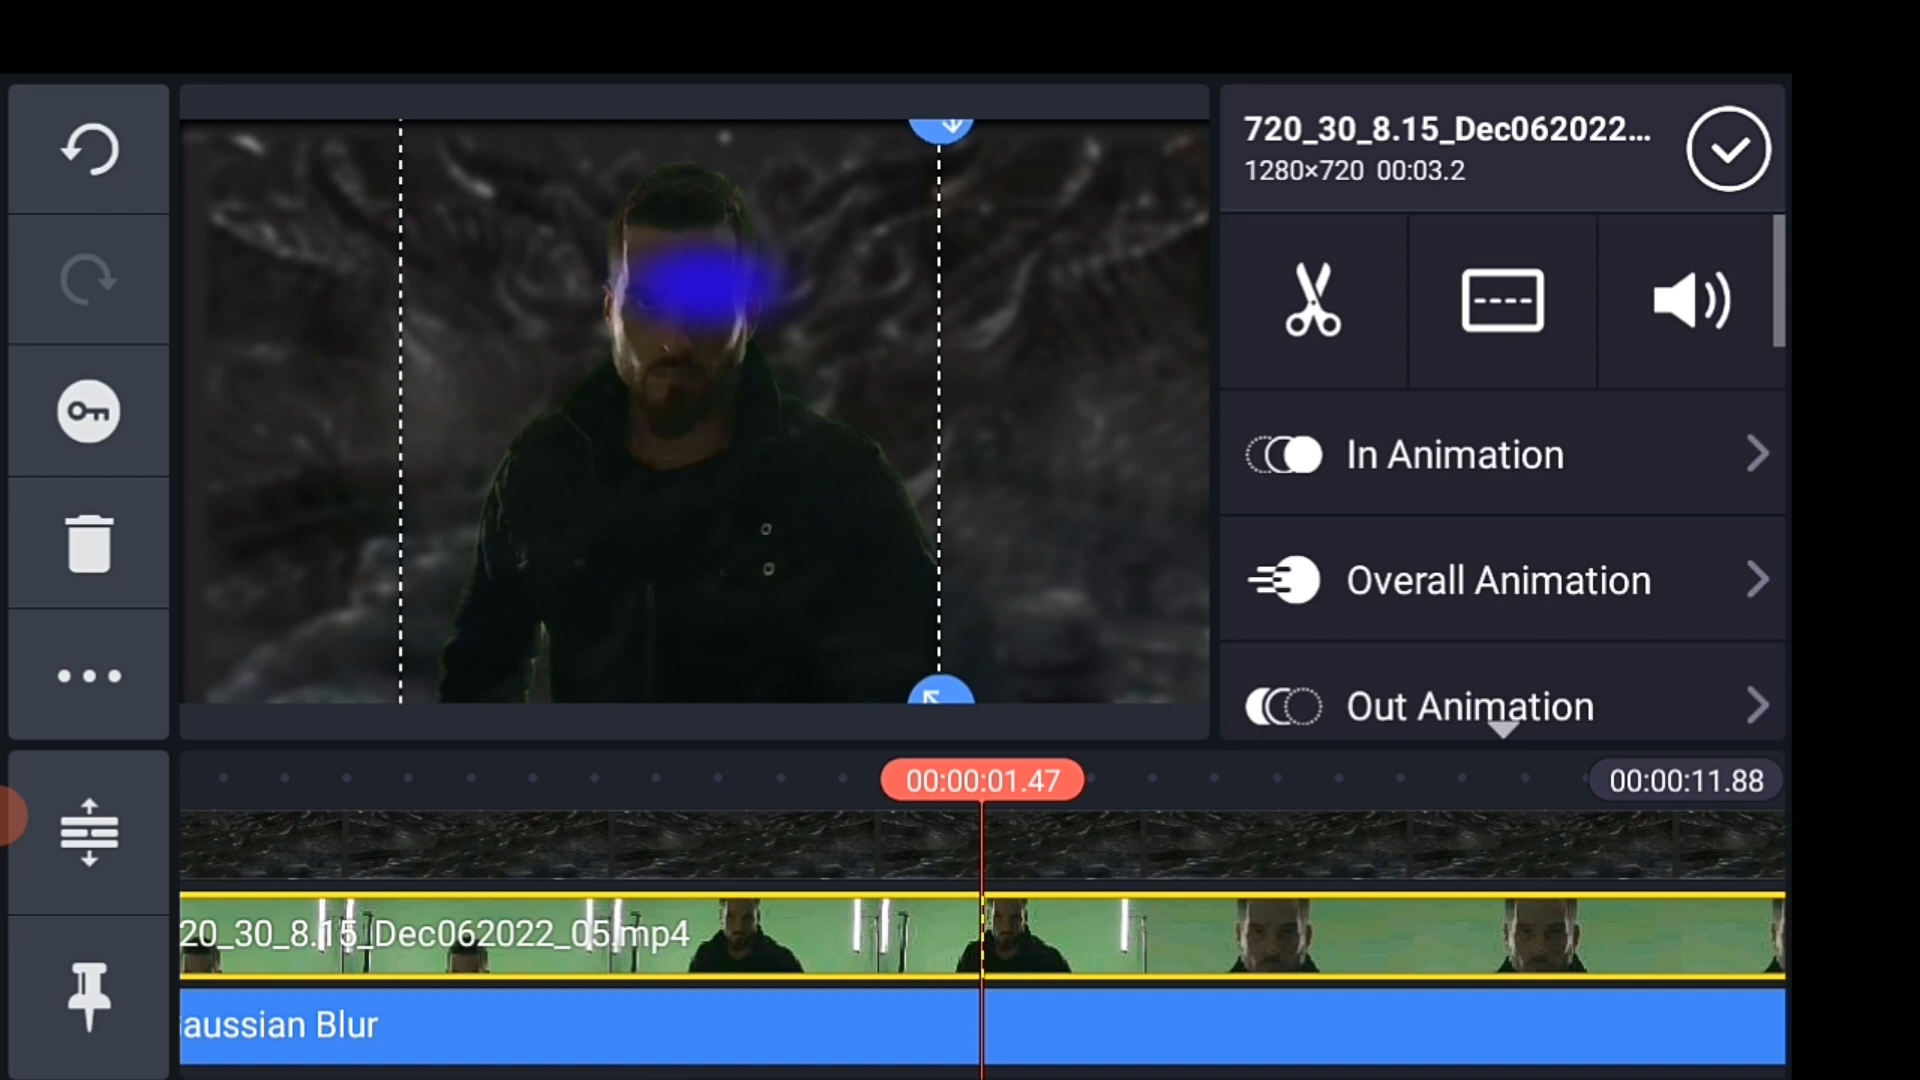 720_30_8.15_Dec062022...
1280×720 00:03.2
In Animation
Overall Animation
Out Animation
00:00:01.47
00:00:11.88
20_30_8.15_Dec062022_05.mp4
aussian Blur